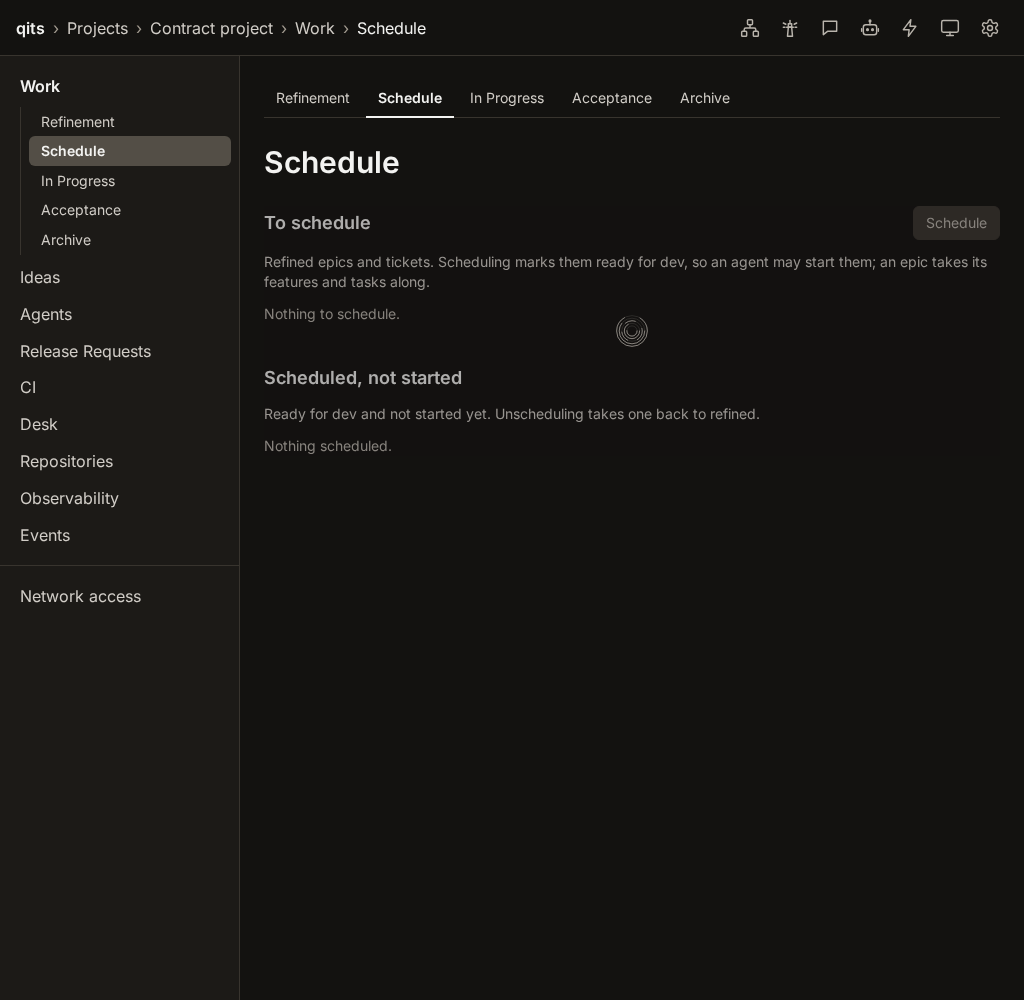 qits › Projects › Contract project › Work › Schedule
Work
Refinement
Schedule
In Progress
Acceptance
Archive
Ideas
Agents
Release Requests
CI
Desk
Repositories
Observability
Events
Network access
Refinement Schedule In Progress Acceptance Archive
Schedule
To schedule
Schedule
Refined epics and tickets. Scheduling marks them ready for dev, so an agent may start them; an epic takes its
features and tasks along.
Nothing to schedule.
Scheduled, not started
Ready for dev and not started yet. Unscheduling takes one back to refined.
Nothing scheduled.